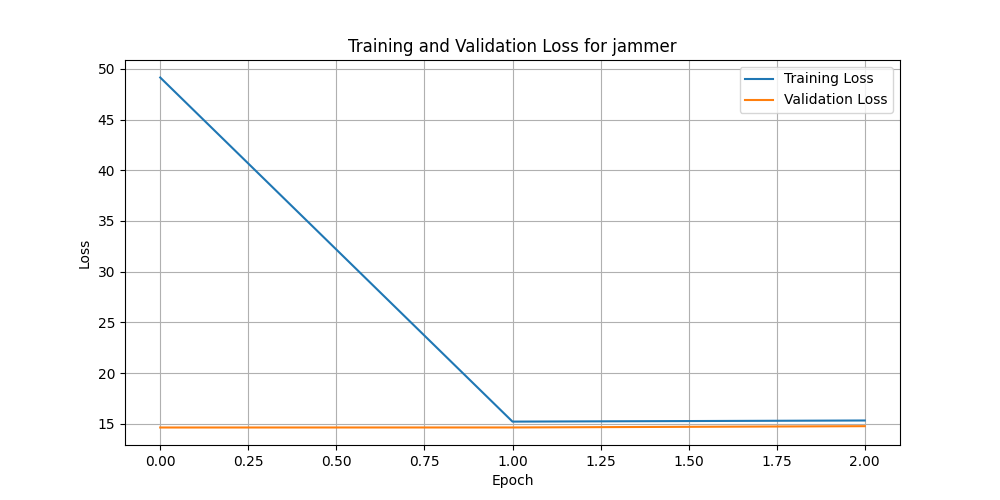 Training and Validation Loss for jammer
Training Loss
Validation Loss
Loss
50
45
40
35
30
25
20
15
0.00 0.25 0.50 0.75 1.00 1.25 1.50 1.75 2.00
Epoch